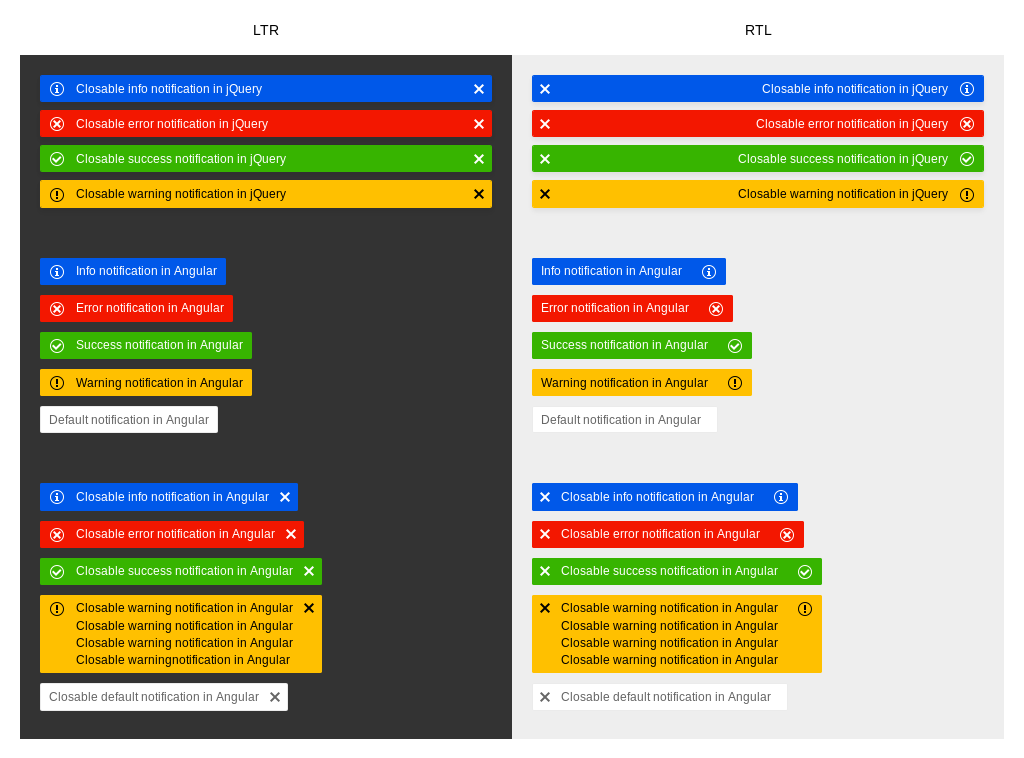 LTR
Closable info notification in jQuery
Closable error notification in jQuery
Closable success notification in jQuery
Closable warning notification in jQuery
Info notification in Angular
Error notification in Angular
Success notification in Angular
Warning notification in Angular
Default notification in Angular
Closable info notification in Angular
Closable error notification in Angular
Closable success notification in Angular
Closable warning notification in Angular
Closable warning notification in Angular
Closable warning notification in Angular
Closable warningnotification in Angular
Closable default notification in Angular
RTL
Closable info notification in jQuery
Closable error notification in jQuery
Closable success notification in jQuery
Closable warning notification in jQuery
Info notification in Angular
Error notification in Angular
Success notification in Angular
Warning notification in Angular
Default notification in Angular
Closable info notification in Angular
Closable error notification in Angular
Closable success notification in Angular
Closable warning notification in Angular
Closable warning notification in Angular
Closable warning notification in Angular
Closable warning notification in Angular
Closable default notification in Angular